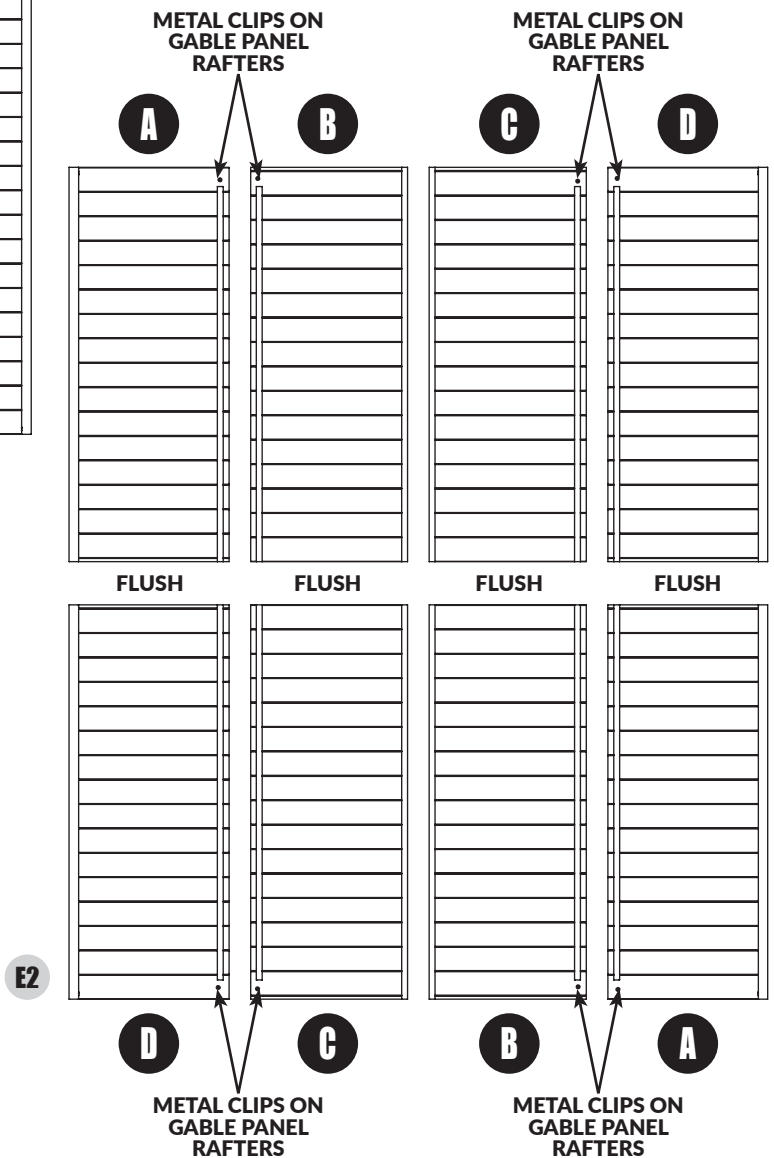 METAL CLIPS ON
GABLE PANEL
RAFTERS
METAL CLIPS ON
GABLE PANEL
RAFTERS
A
B
C
D
FLUSH
FLUSH
FLUSH
FLUSH
E2
D
C
B
A
METAL CLIPS ON
GABLE PANEL
RAFTERS
METAL CLIPS ON
GABLE PANEL
RAFTERS